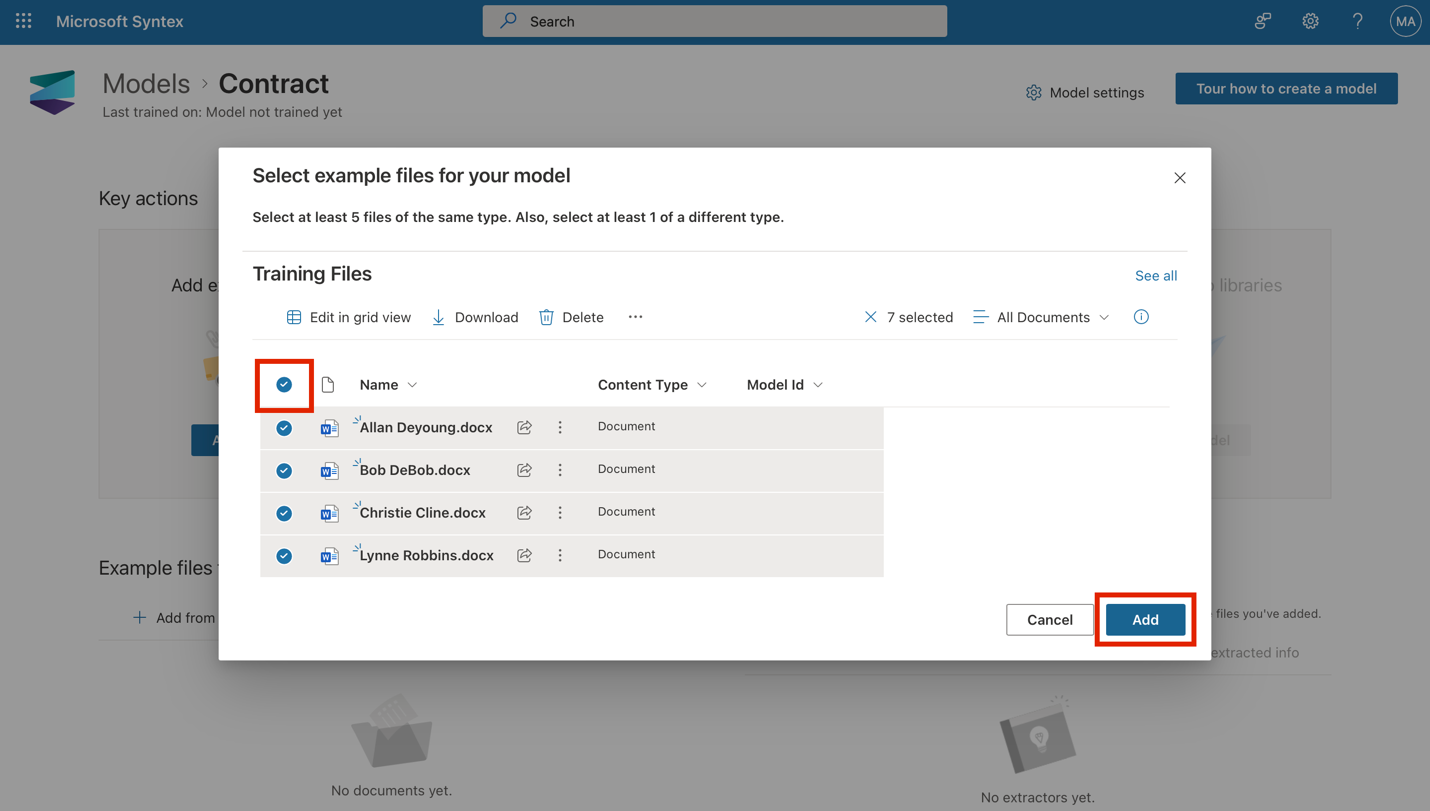 Microsoft Syntex
Search
MA
Models > Contract
Last trained on: Model not trained yet
Model settings
Tour how to create a model
Key actions
Select example files for your model
Select at least 5 files of the same type. Also, select at least 1 of a different type.
Training Files
See all
Add e
libraries
Edit in grid view
Download
Delete
7 selected
All Documents
Name
Content Type
Model Id
Allan Deyoung.docx
Document
Bob DeBob.docx
Document
Christie Cline.docx
Document
Lynne Robbins.docx
Document
Example files
Add from
Cancel
Add
files you've added.
extracted info
No documents yet.
No extractors yet.